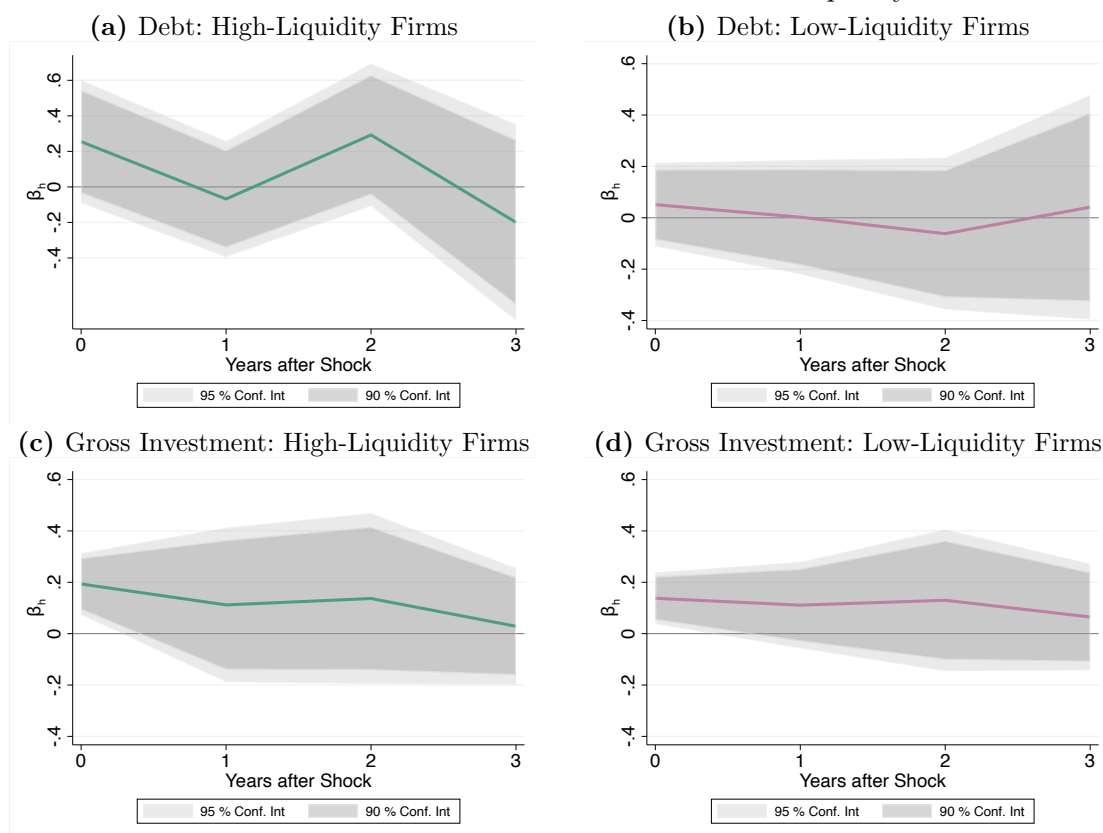 (a) Debt: High-Liquidity Firms
.6
.4
.2
0
-.2
-.4
βh
0 1 2 3
Years after Shock
95 % Conf. Int 90 % Conf. Int
(b) Debt: Low-Liquidity Firms
.6
.4
.2
0
-.2
-.4
βh
0 1 2 3
Years after Shock
95 % Conf. Int 90 % Conf. Int
(c) Gross Investment: High-Liquidity Firms
.6
.4
.2
0
-.2
-.4
βh
0 1 2 3
Years after Shock
95 % Conf. Int 90 % Conf. Int
(d) Gross Investment: Low-Liquidity Firms
.6
.4
.2
0
-.2
-.4
βh
0 1 2 3
Years after Shock
95 % Conf. Int 90 % Conf. Int